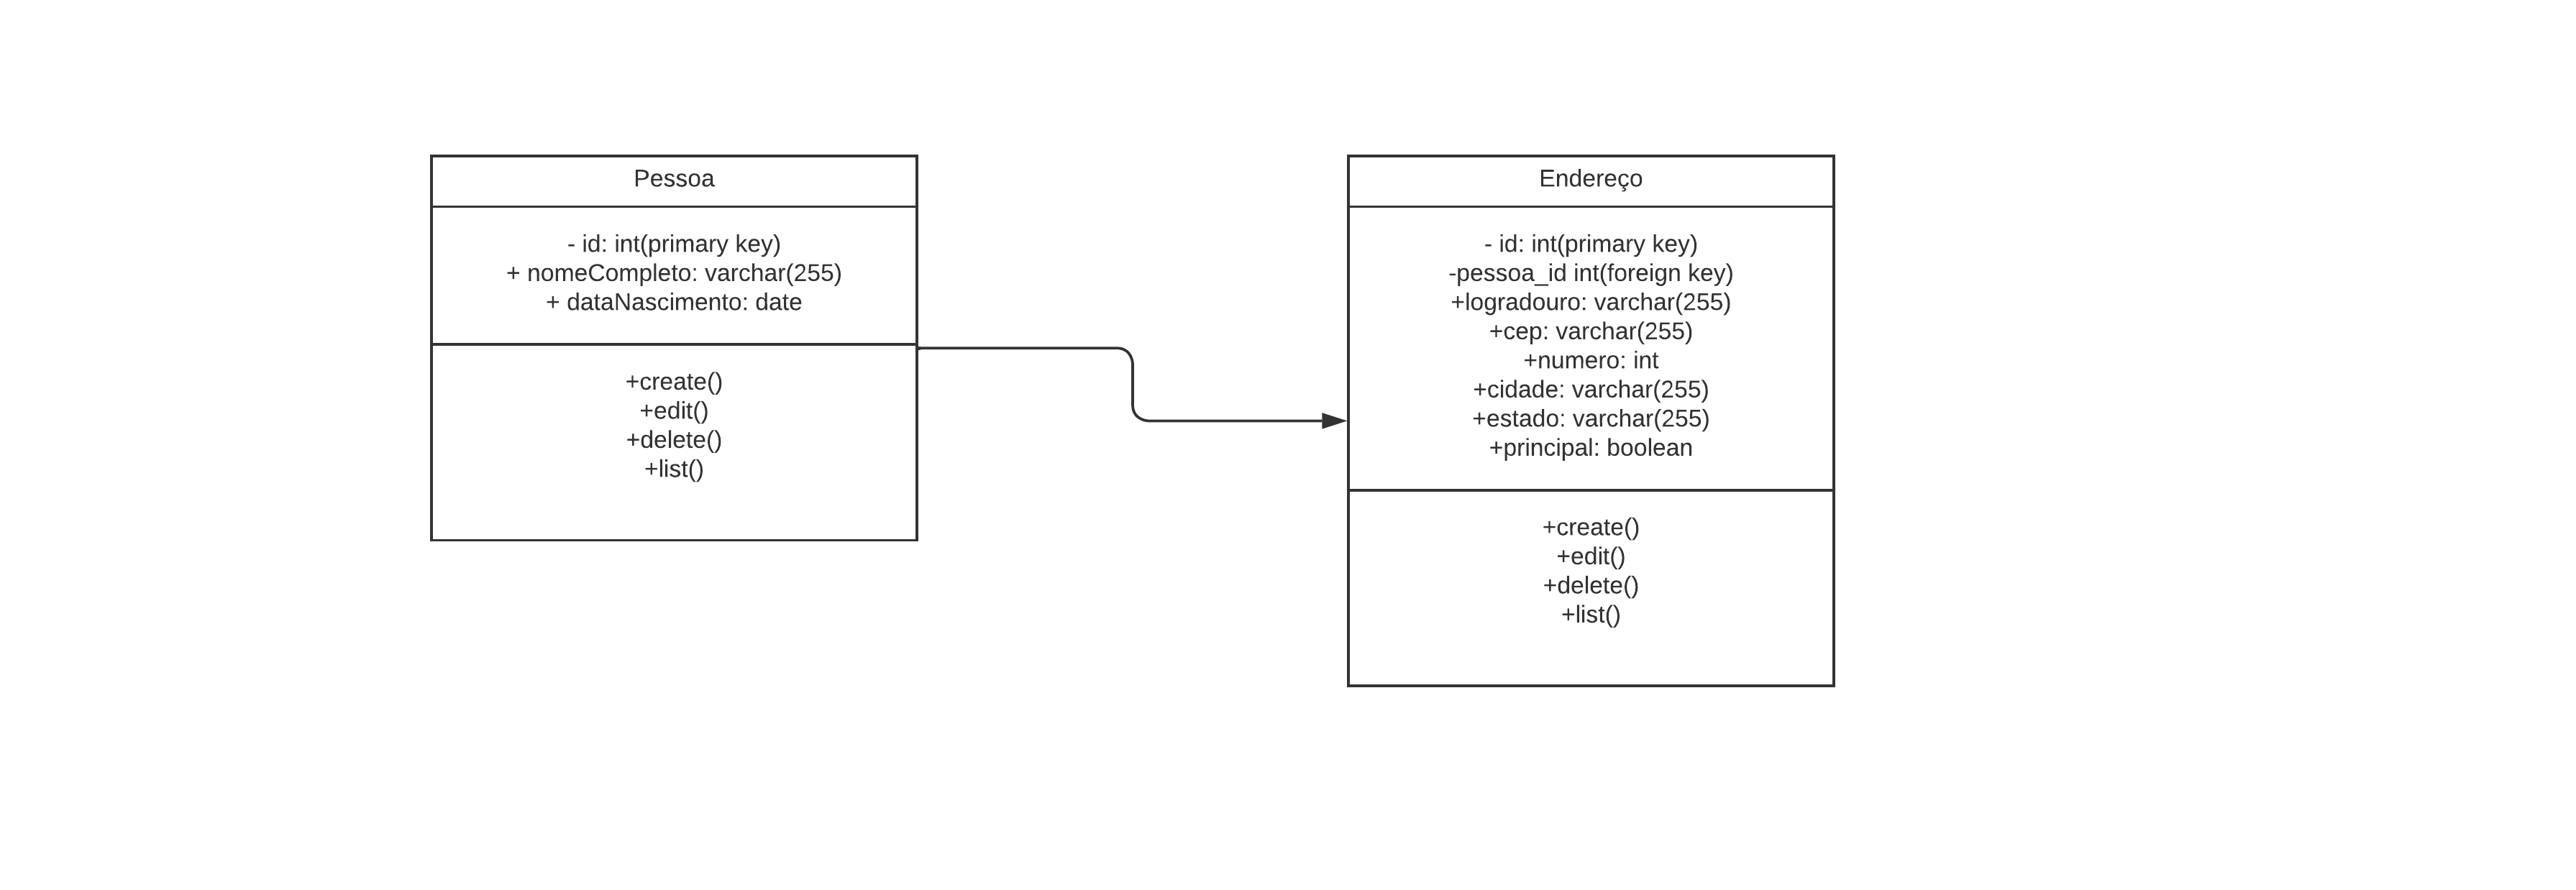 Pessoa
- id: int(primary key)
+ nomeCompleto: varchar(255)
+ dataNascimento: date
+create()
+edit()
+delete()
+list()
Endereço
- id: int(primary key)
-pessoa_id int(foreign key)
+logradouro: varchar(255)
+cep: varchar(255)
+numero: int
+cidade: varchar(255)
+estado: varchar(255)
+principal: boolean
+create()
+edit()
+delete()
+list()